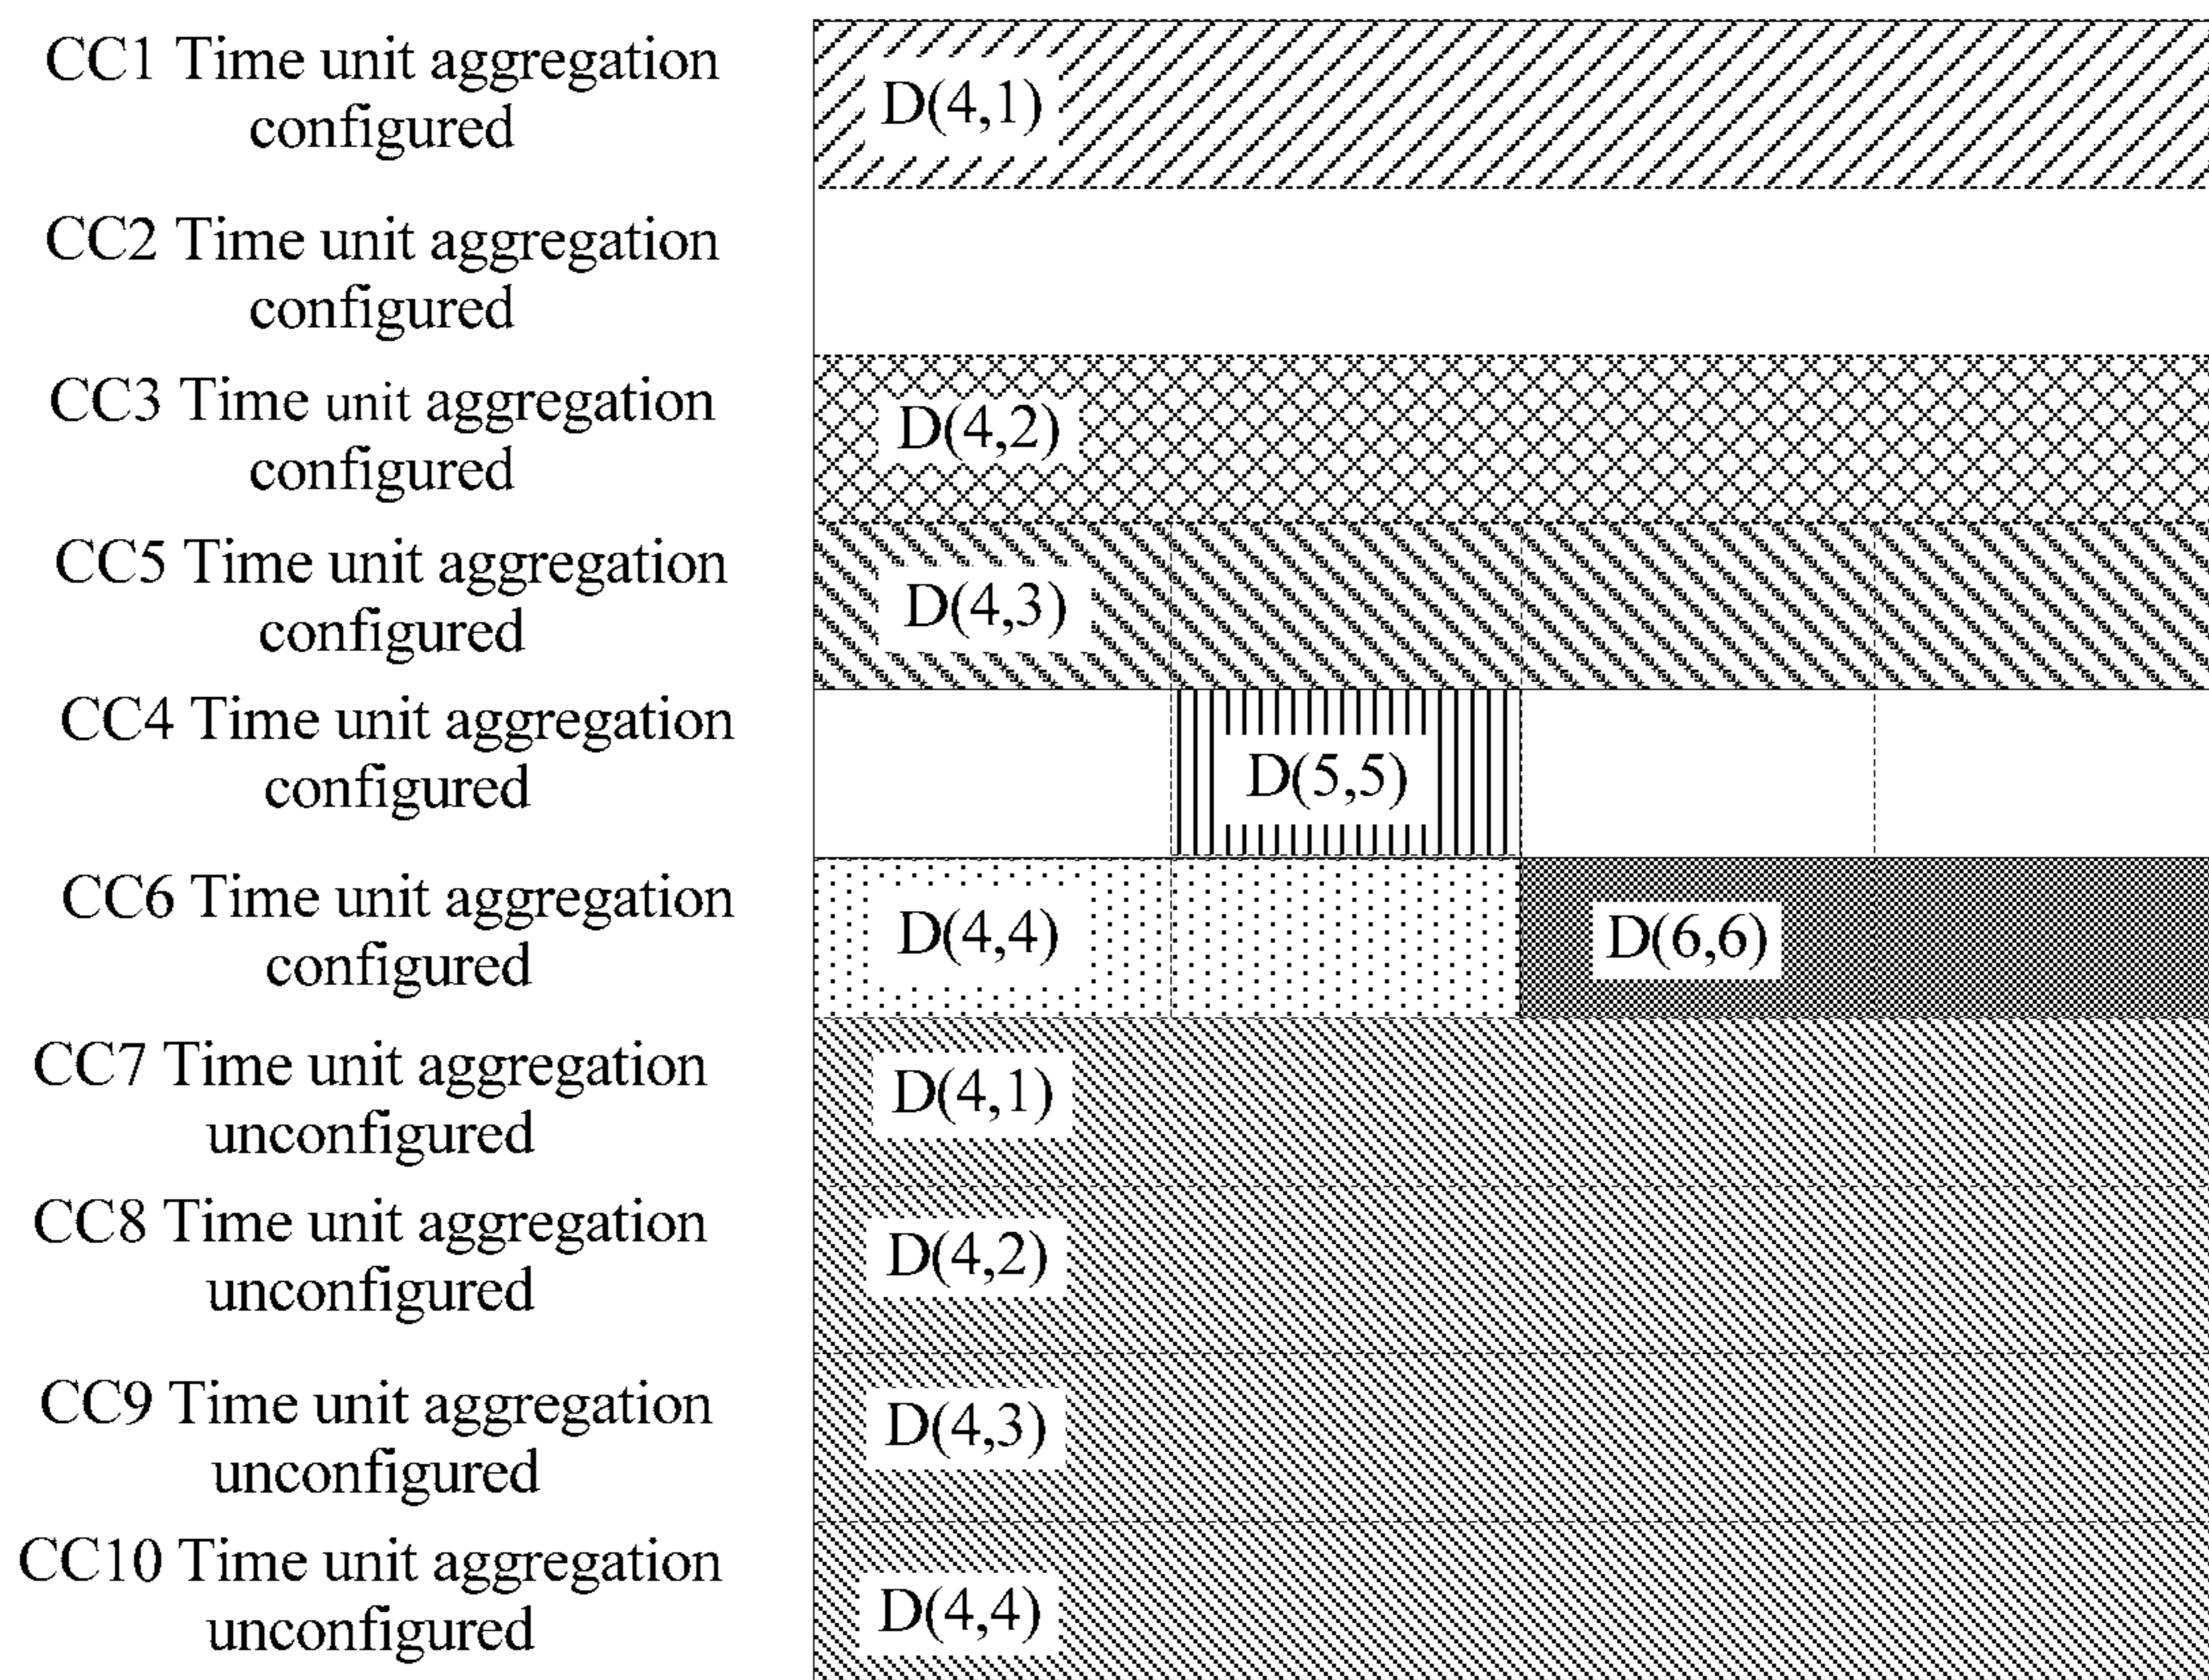 CC1 Time unit aggregation
configured
D(4,1)
CC2 Time unit aggregation
configured
CC3 Time unit aggregation
configured
D(4,2)
CC5 Time unit aggregation
configured
D(4,3)
CC4 Time unit aggregation
configured
D(5,5)
CC6 Time unit aggregation
configured
D(4,4)
D(6,6)
CC7 Time unit aggregation
unconfigured
D(4,1)
CC8 Time unit aggregation
unconfigured
D(4,2)
CC9 Time unit aggregation
unconfigured
D(4,3)
CC10 Time unit aggregation
unconfigured
D(4,4)